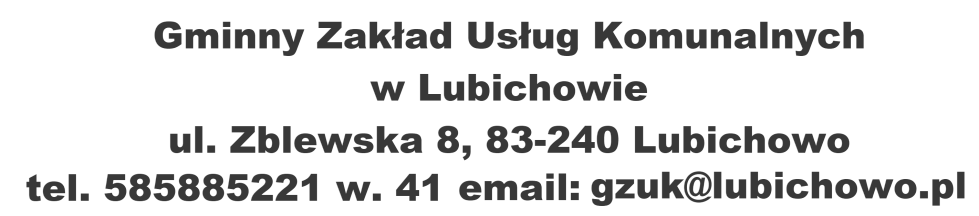 Gminny Zakład Usług Komunalnych
w Lubichowie
ul. Zblewska 8, 83-240 Lubichowo
tel. 585885221 w. 41 email: gzuk@lubichowo.pl